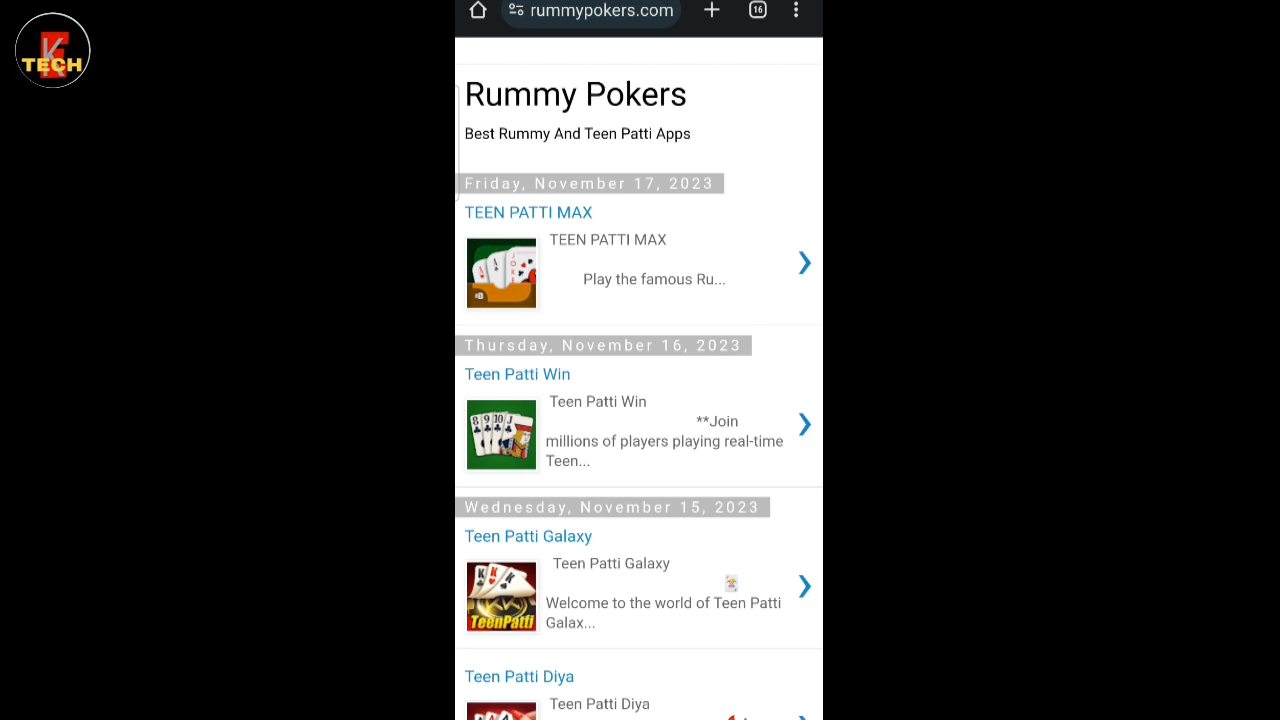 K
TECH
rummypokers.com
16
Rummy Pokers
Best Rummy And Teen Patti Apps
Friday, November 17, 2023
TEEN PATTI MAX
TEEN PATTI MAX
Play the famous Ru...
Thursday, November 16, 2023
Teen Patti Win
Teen Patti Win
**Join
millions of players playing real-time
Teen...
Wednesday, November 15, 2023
Teen Patti Galaxy
Teen Patti Galaxy
Welcome to the world of Teen Patti
Galax...
TeenPatti
Teen Patti Diya
Teen Patti Diya